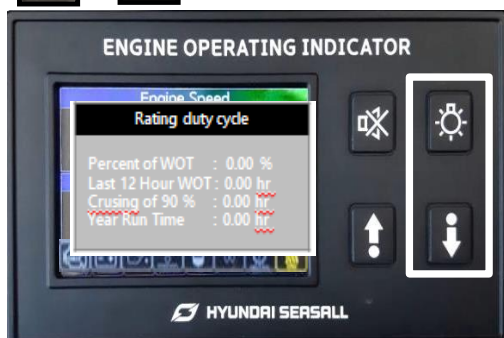 ENGINE OPERATING INDICATOR
Engine Speed
Rating duty cycle
Percent of WOT : 0.00 %
Last 12 Hour WOT : 0.00 hr
Crusing of 90 % : 0.00 hr
Year Run Time : 0.00 hr
HYUNDAI SEASALL